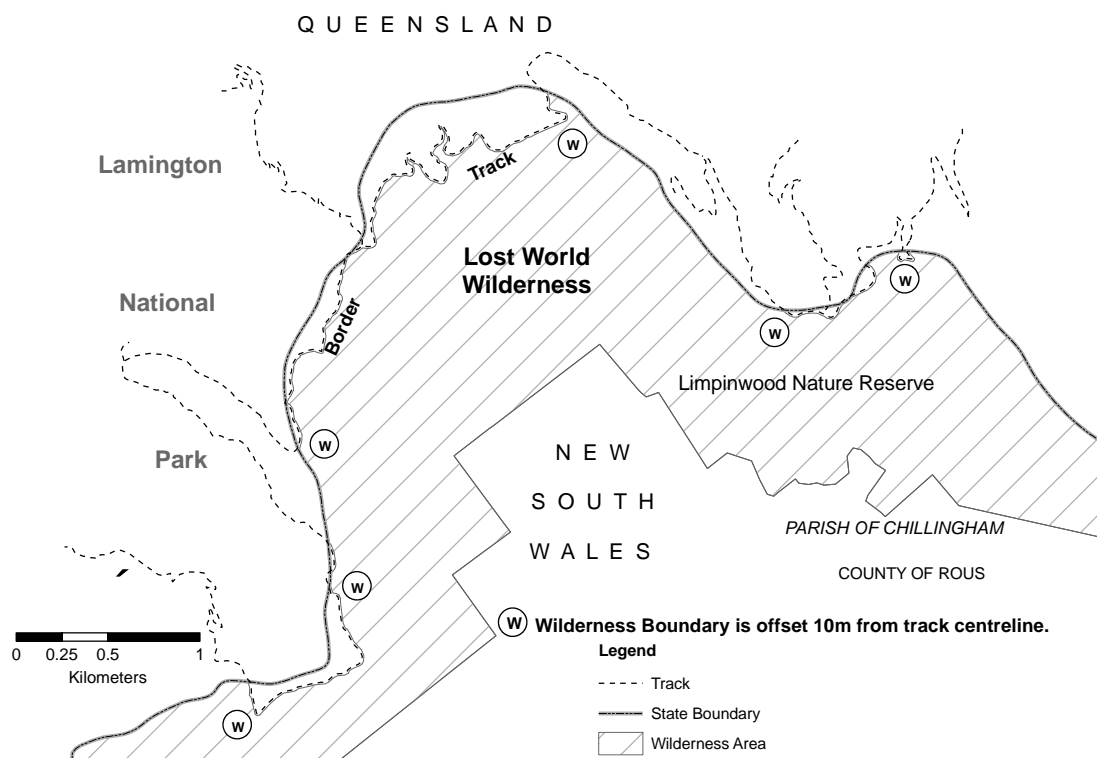 QUEENSLAND
W
Track
Lamington
Lost World
Wilderness
W
National
Border
W
Limpinwood Nature Reserve
W
Park
NEW
SOUTH
WALES
PARISH OF CHILLINGHAM
COUNTY OF ROUS
W
W Wilderness Boundary is offset 10m from track centreline.
0 0.25 0.5 1
Kilometers
Legend
Track
State Boundary
Wilderness Area
W